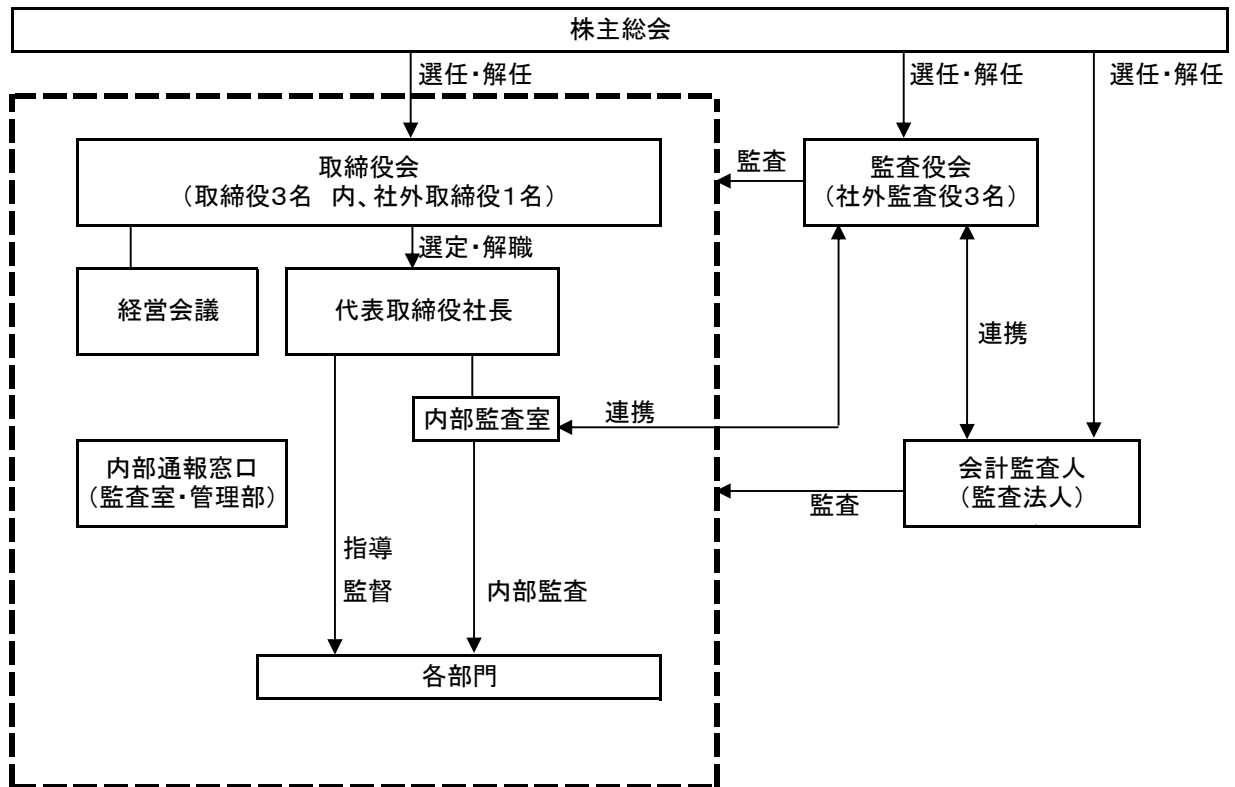 株主総会
選任・解任
選任・解任
選任・解任
取締役会
（取締役3名　内、社外取締役1名）
監査
監査役会
（社外監査役3名）
選定・解職
経営会議
代表取締役社長
連携
内部監査室
連携
内部通報窓口
（監査室・管理部）
会計監査人
（監査法人）
監査
指導
監督
内部監査
各部門